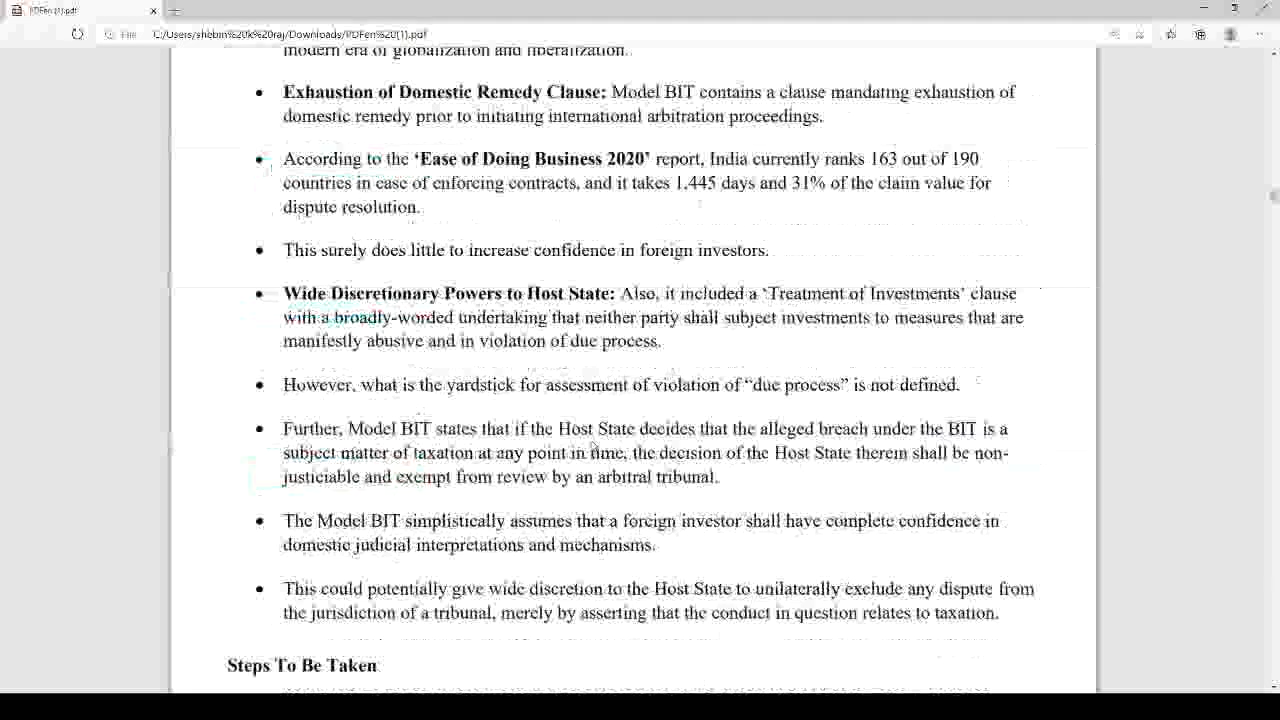 PDFen (1).pdf
File C:/Users/shebin%20k%20raj/Downloads/PDFen%20(1).pdf
modern era of globalization and liberalization.
• Exhaustion of Domestic Remedy Clause: Model BIT contains a clause mandating exhaustion of
domestic remedy prior to initiating international arbitration proceedings.
• According to the ‘Ease of Doing Business 2020’ report, India currently ranks 163 out of 190
countries in ease of enforcing contracts, and it takes 1,445 days and 31% of the claim value for
dispute resolution.
• This surely does little to increase confidence in foreign investors.
• Wide Discretionary Powers to Host State: Also, it included a ‘Treatment of Investments’ clause
with a broadly-worded undertaking that neither party shall subject investments to measures that are
manifestly abusive and in violation of due process.
• However, what is the yardstick for assessment of violation of “due process” is not defined.
• Further, Model BIT states that if the Host State decides that the alleged breach under the BIT is a
subject matter of taxation at any point in time, the decision of the Host State therein shall be non-
justiciable and exempt from review by an arbitral tribunal.
• The Model BIT simplistically assumes that a foreign investor shall have complete confidence in
domestic judicial interpretations and mechanisms.
• This could potentially give wide discretion to the Host State to unilaterally exclude any dispute from
the jurisdiction of a tribunal, merely by asserting that the conduct in question relates to taxation.
Steps To Be Taken